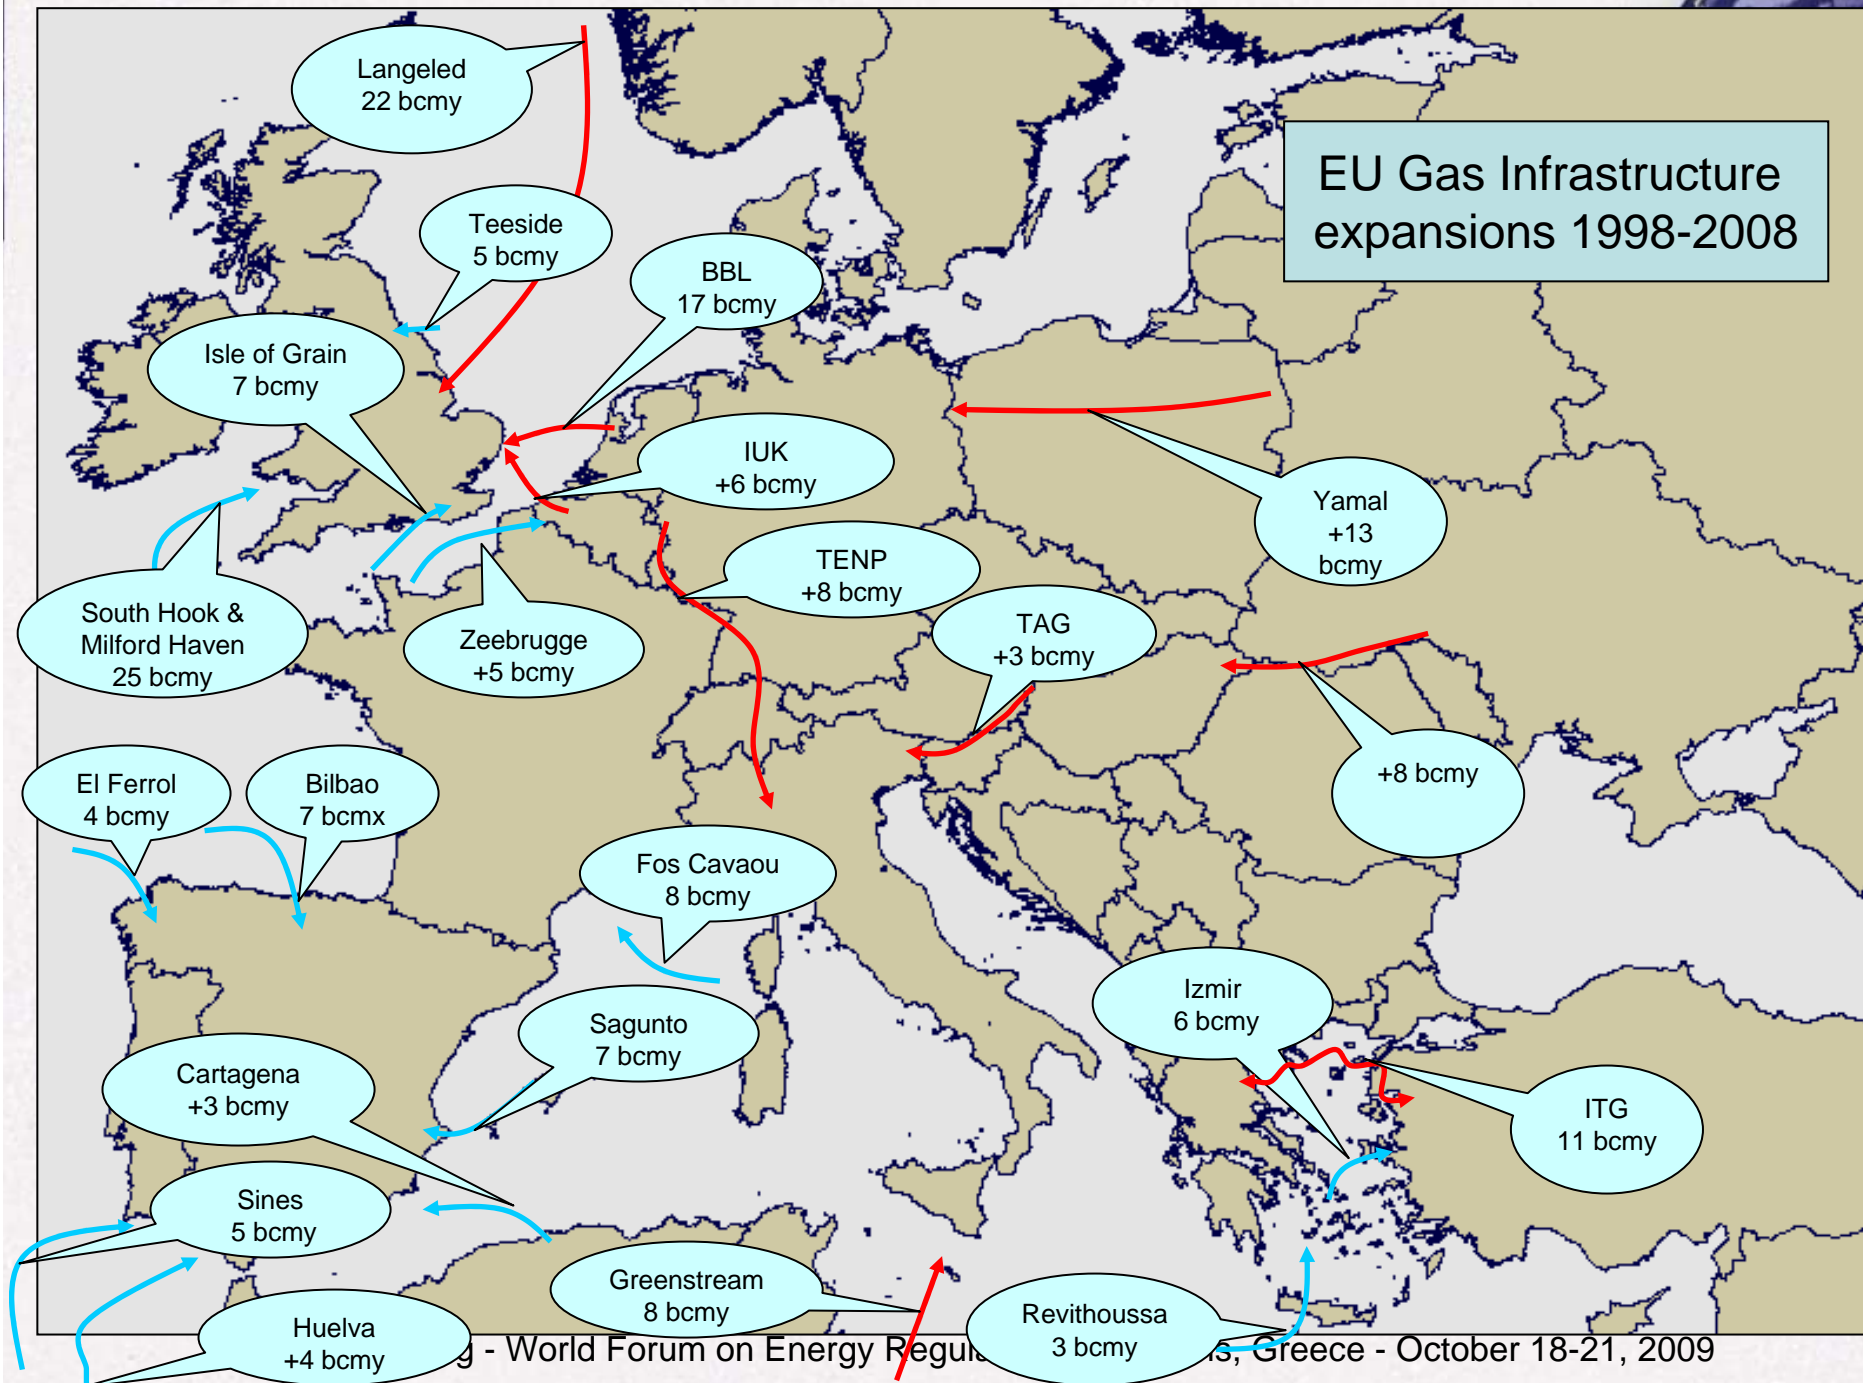 Langeled
22 bcmy
EU Gas Infrastructure
expansions 1998-2008
Teeside
5 bcmy
BBL
17 bcmy
Isle of Grain
7 bcmy
IUK
+6 bcmy
Yamal
+13
bcmy
TENP
+8 bcmy
South Hook &
Milford Haven
25 bcmy
Zeebrugge
+5 bcmy
TAG
+3 bcmy
+8 bcmy
El Ferrol
4 bcmy
Bilbao
7 bcmx
Fos Cavaou
8 bcmy
Izmir
6 bcmy
Sagunto
7 bcmy
Cartagena
+3 bcmy
ITG
11 bcmy
Sines
5 bcmy
Greenstream
8 bcmy
Revithoussa
3 bcmy
Huelva
+4 bcmy
- World Forum on Energy Greece - October 18-21, 2009